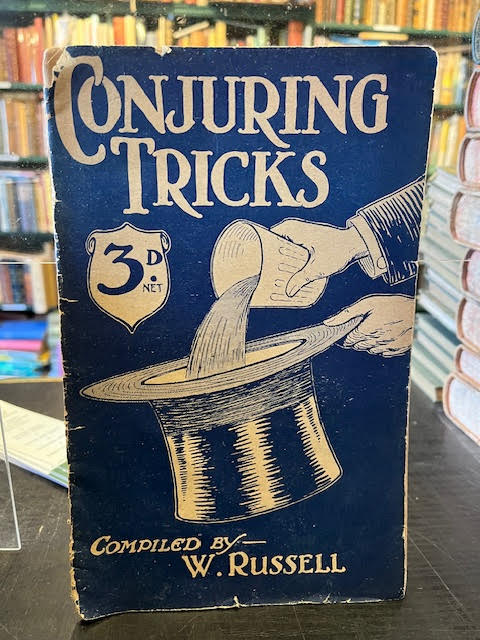 CONJURING
TRICKS
3D.
NET
COMPILED BY—
W. RUSSELL